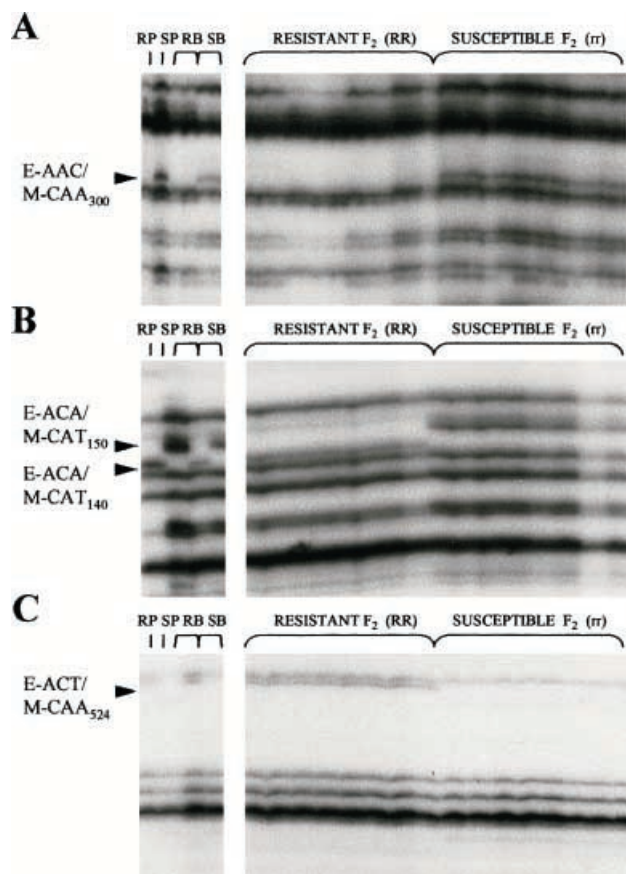 A
RP SP RB SB RESISTANT F₂ (RR) SUSCEPTIBLE F₂ (rr)
E-AAC/
M-CAA₃₀₀
B
RP SP RB SB RESISTANT F₂ (RR) SUSCEPTIBLE F₂ (rr)
E-ACA/
M-CAT₁₅₀
E-ACA/
M-CAT₁₄₀
C
RP SP RB SB RESISTANT F₂ (RR) SUSCEPTIBLE F₂ (rr)
E-ACT/
M-CAA₅₂₄